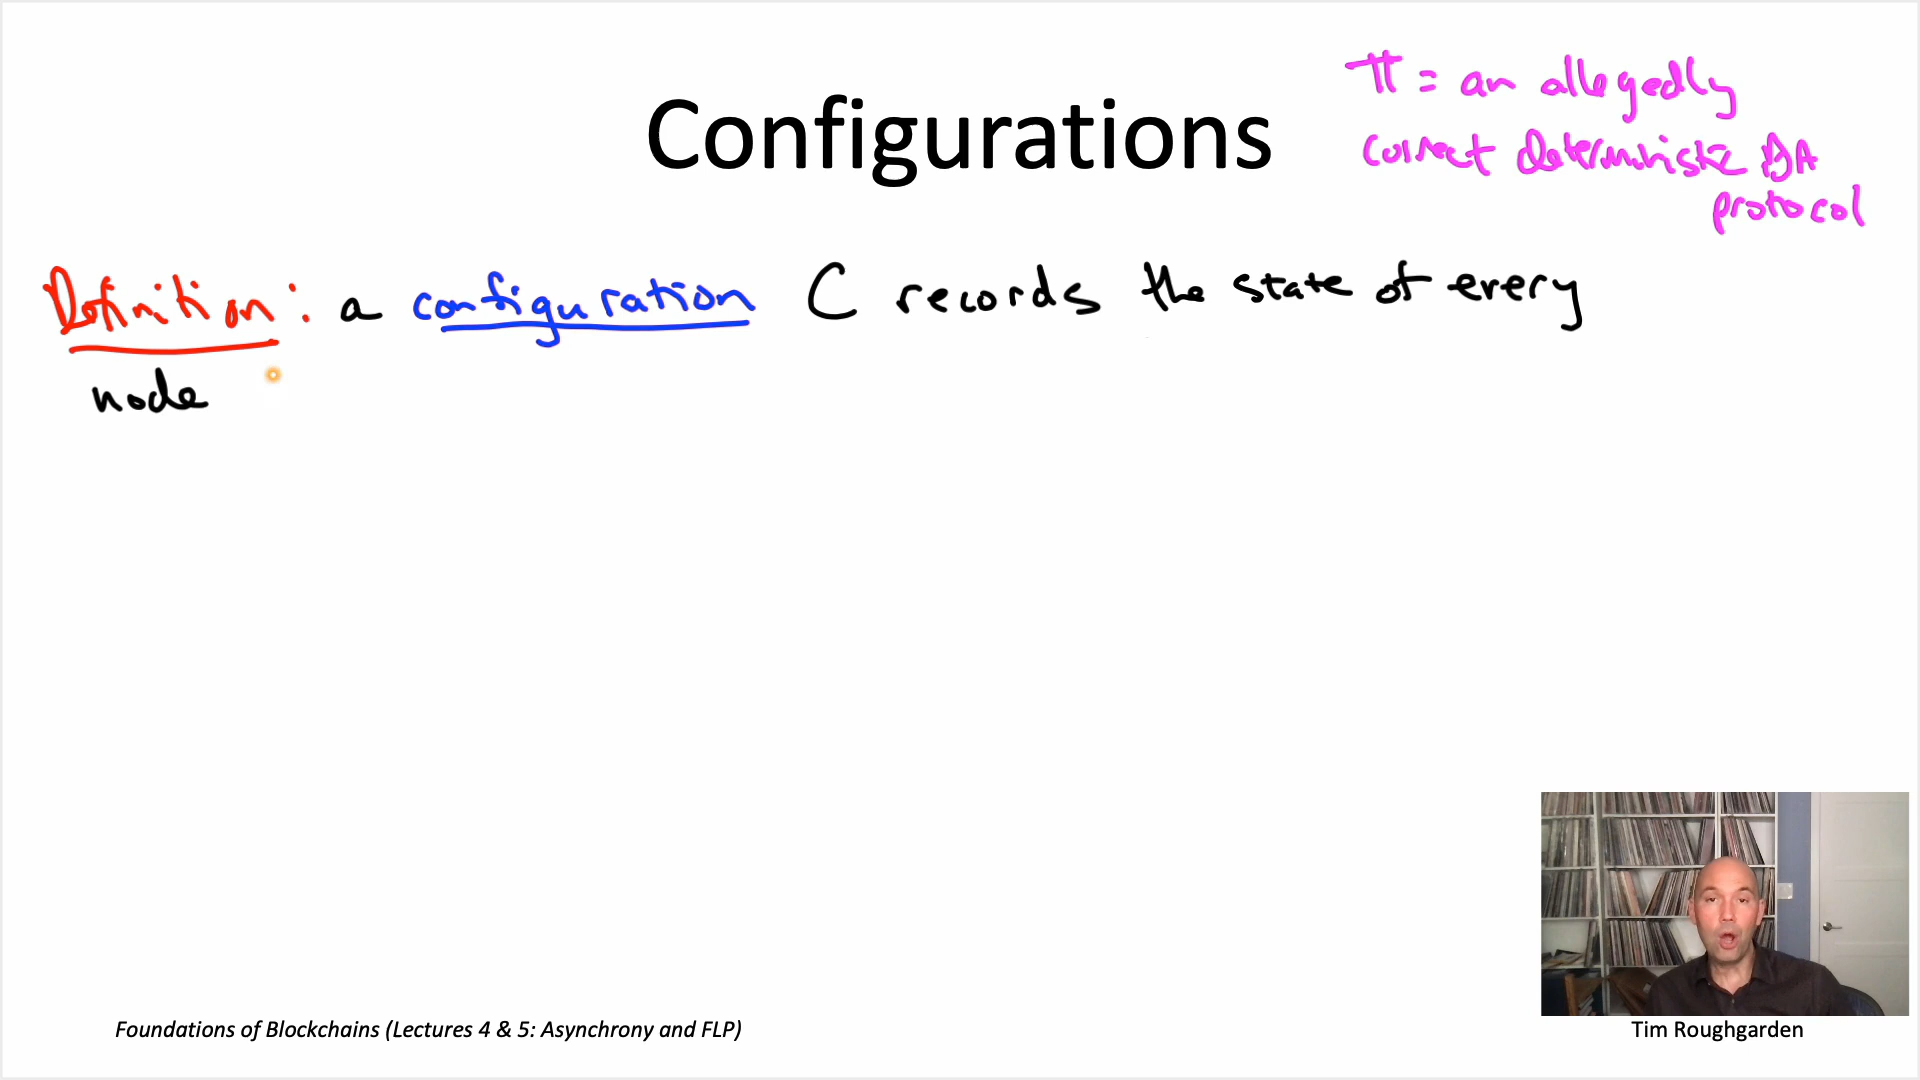 Configurations
π = an allegedly
correct deterministic BA
protocol
Definition: a configuration C records the state of every
node
Foundations of Blockchains (Lectures 4 & 5: Asynchrony and FLP)
Tim Roughgarden